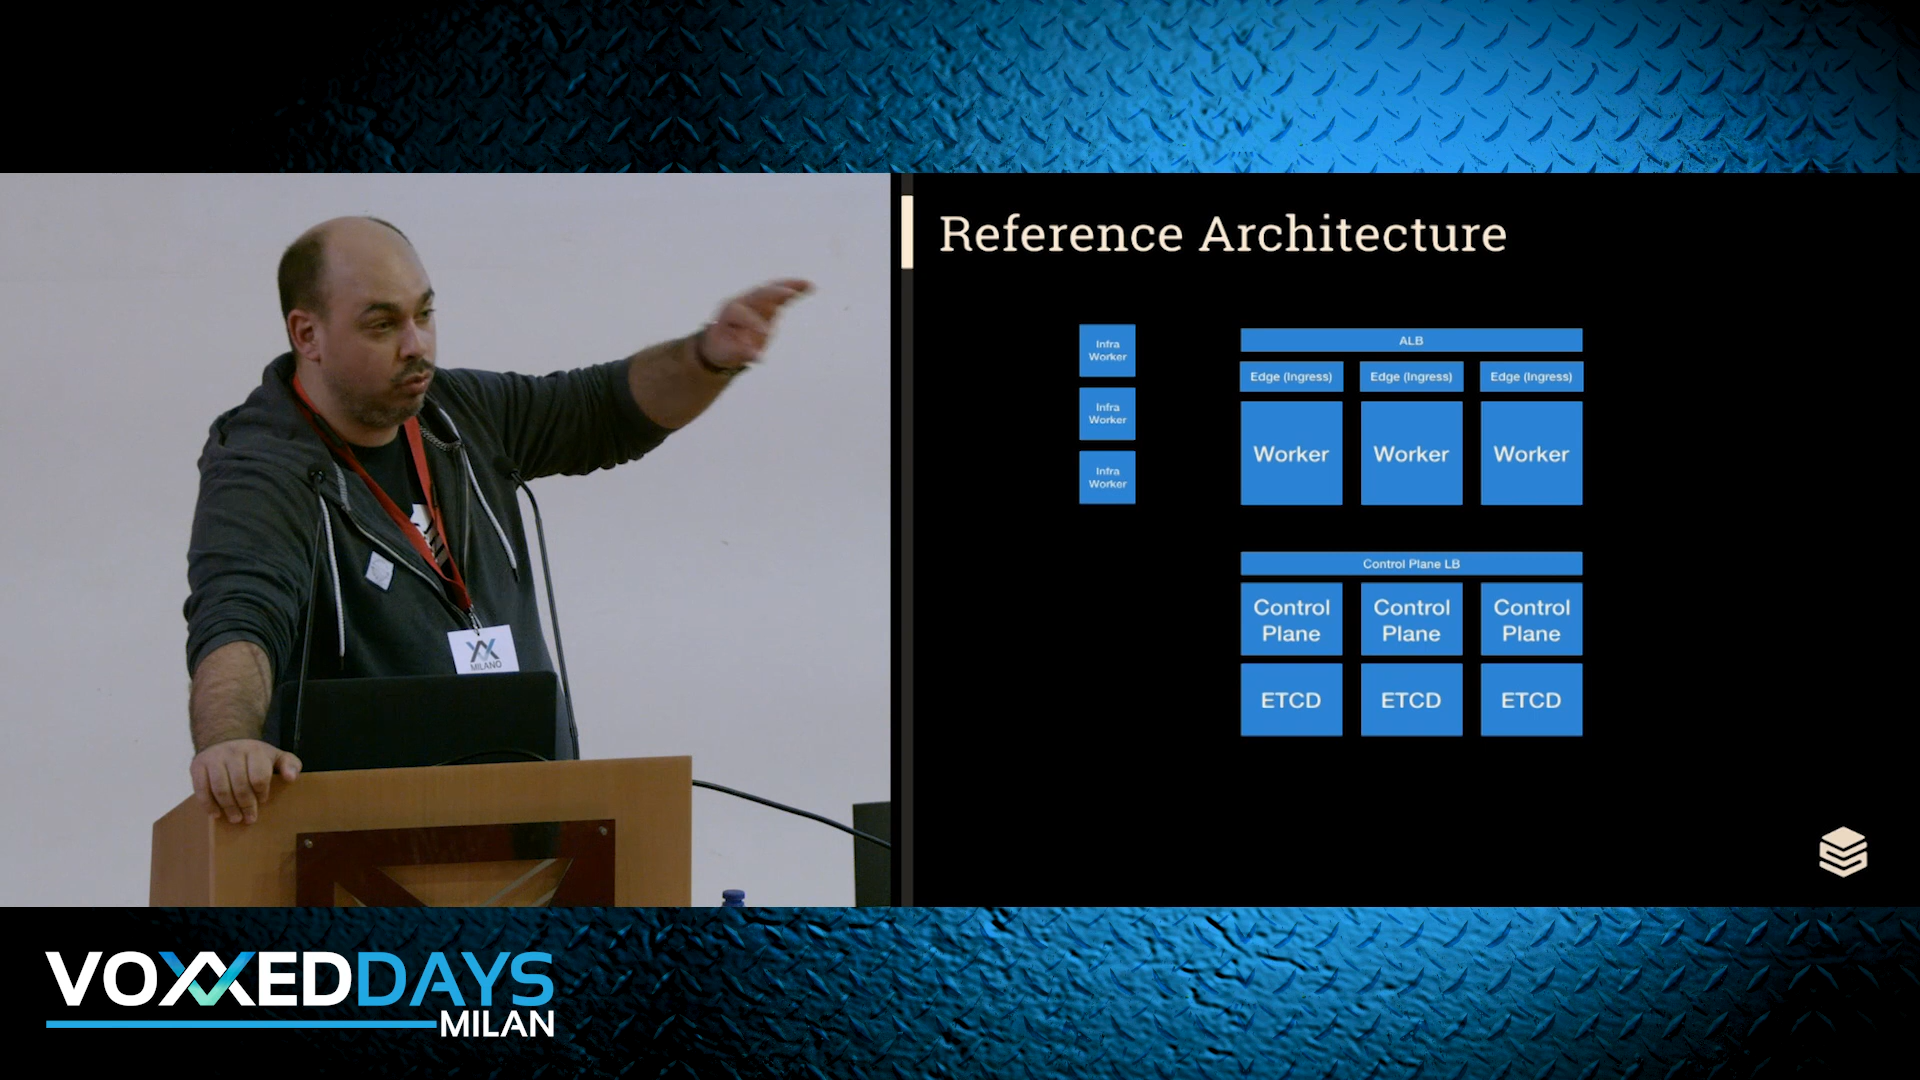 Reference Architecture
Infra
Worker
Infra
Worker
Infra
Worker
ALB
Edge (Ingress) Edge (Ingress) Edge (Ingress)
Worker Worker Worker
Control Plane LB
Control Plane Control Plane Control Plane
ETCD ETCD ETCD
MILANO
VOXXEDDAYS
MILAN